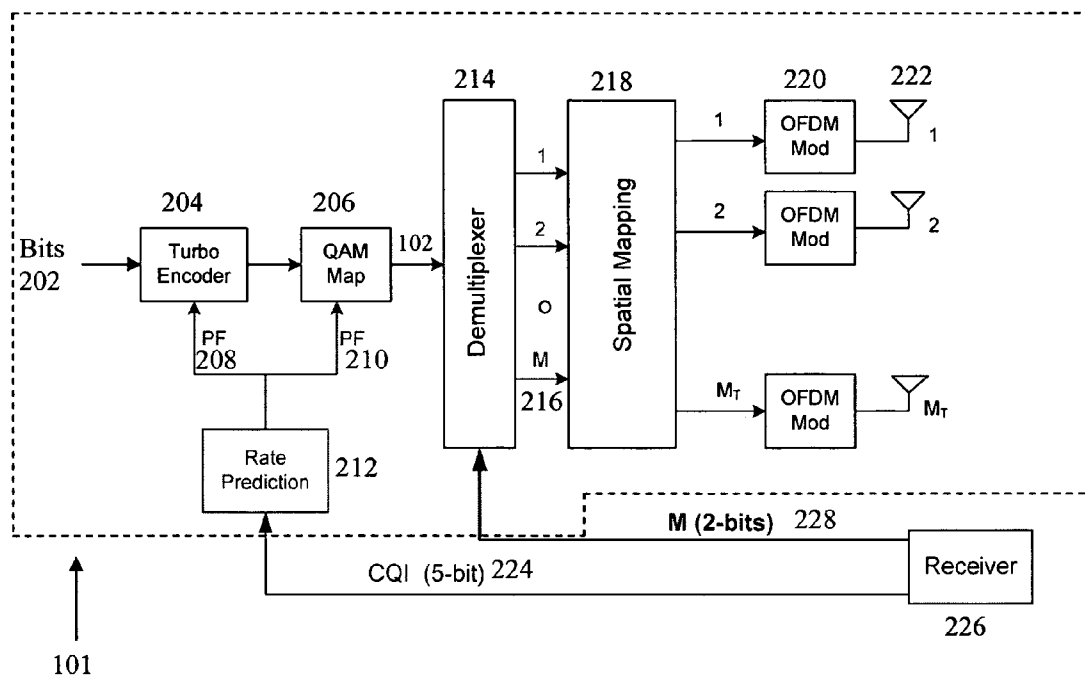 214
218
220
222
1
OFDM
Mod
1
1
204
206
2
OFDM
Mod
2
Bits
202
Turbo
Encoder
QAM
Map
102
2
Demultiplexer
Spatial Mapping
O
PF
208
PF
210
M
216
M_T
OFDM
Mod
M_T
Rate
Prediction
212
M (2-bits) 228
CQI (5-bit) 224
Receiver
226
101